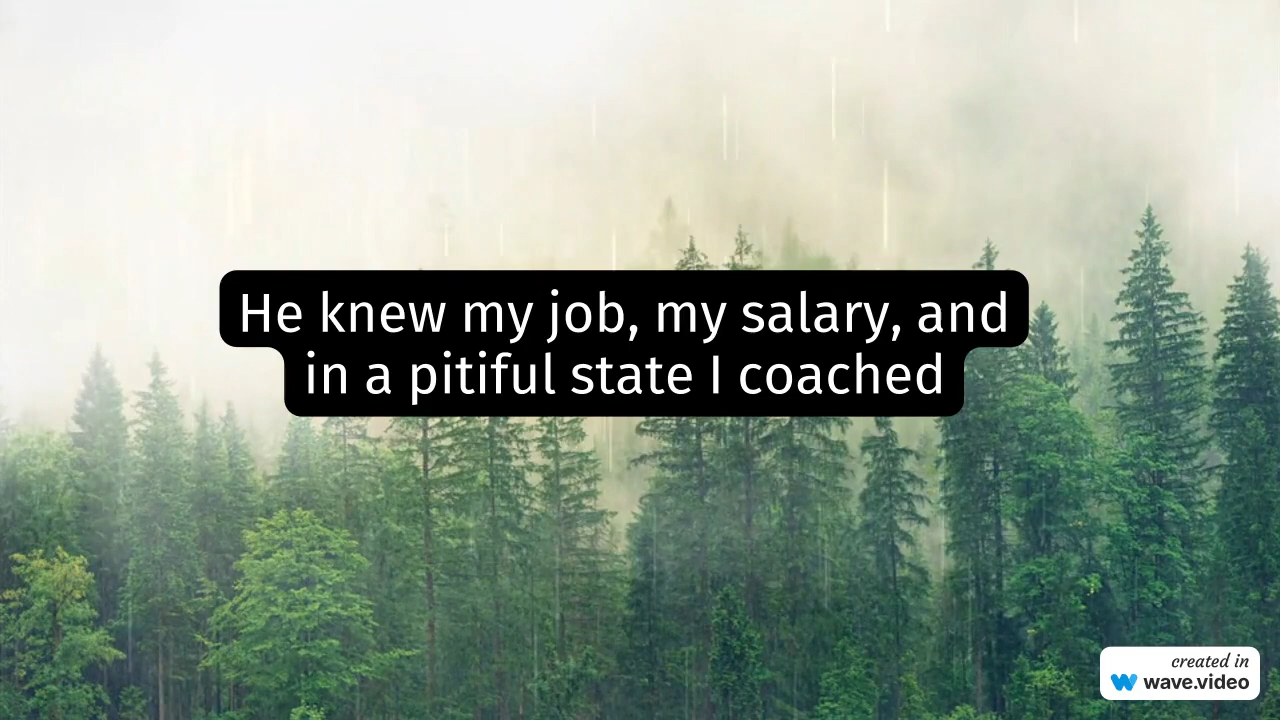 He knew my job, my salary, and
in a pitiful state I coached
created in
wave.video